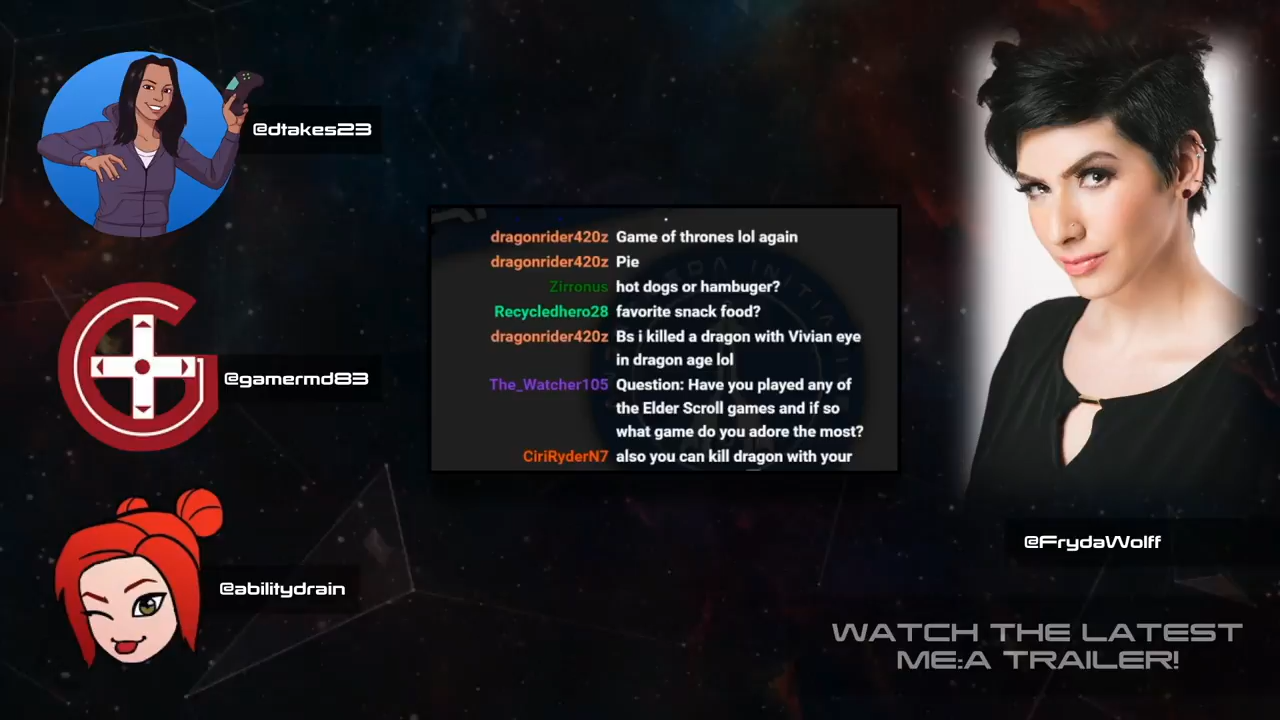 @dtakes23
@gamermd83
@abilitydrain
dragonrider420z Game of thrones lol again
dragonrider420z Pie
Zirronus hot dogs or hambuger?
Recycledhero28 favorite snack food?
dragonrider420z Bs i killed a dragon with Vivian eye
in dragon age lol
The_Watcher105 Question: Have you played any of
the Elder Scroll games and if so
what game do you adore the most?
CiriRyderN7 also you can kill dragon with your
@FrydaWolff
WATCH THE LATEST
ME:A TRAILER!